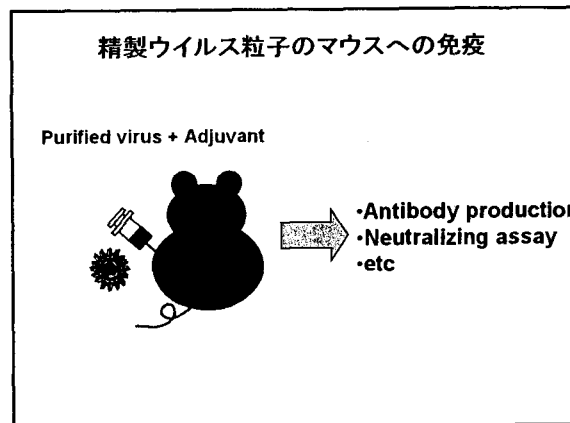 精製ウイルス粒子のマウスへの免疫
Purified virus + Adjuvant
・Antibody production
・Neutralizing assay
・etc